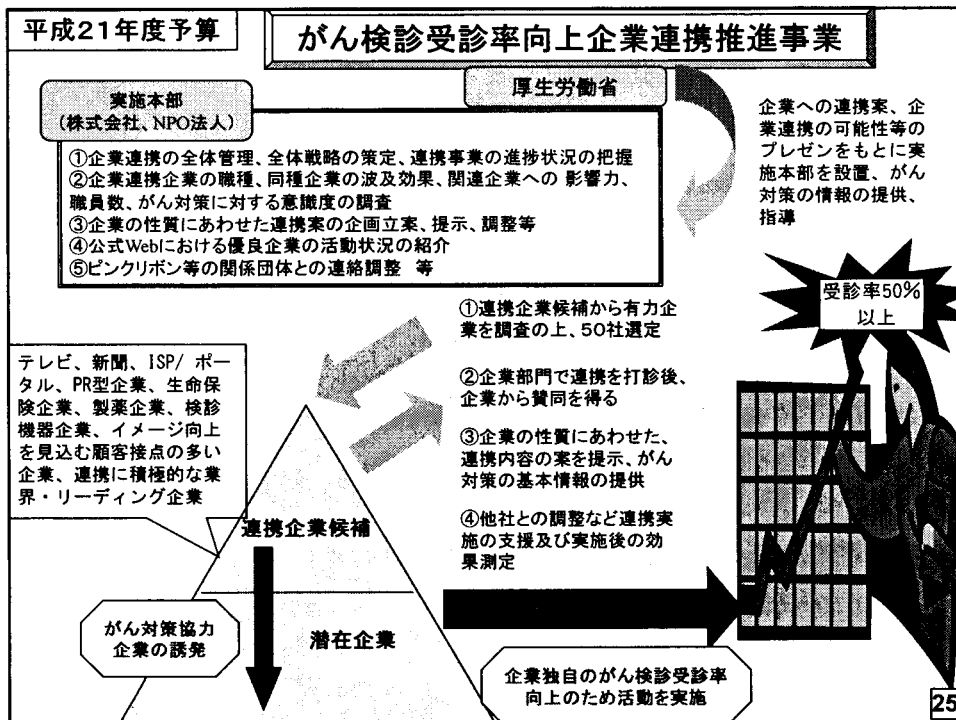 平成21年度予算
がん検診受診率向上企業連携推進事業
厚生労働省
実施本部
(株式会社、NPO法人)
①企業連携の全体管理、全体戦略の策定、連携事業の進捗状況の把握
②企業連携企業の職種、同種企業の波及効果、関連企業への 影響力、
職員数、がん対策に対する意識度の調査
③企業の性質にあわせた連携案の企画立案、提示、調整等
④公式Webにおける優良企業の活動状況の紹介
⑤ピンクリボン等の関係団体との連絡調整 等
企業への連携案、企
業連携の可能性等の
プレゼンをもとに実
施本部を設置、がん
対策の情報の提供、
指導
受診率50%
以上
①連携企業候補から有力企
業を調査の上、50社選定
②企業部門で連携を打診後、
企業から賛同を得る
③企業の性質にあわせた、
連携内容の案を提示、がん
対策の基本情報の提供
④他社との調整など連携実
施の支援及び実施後の効
果測定
テレビ、新聞、ISP/ ポー
タル、PR型企業、生命保
険企業、製薬企業、検診
機器企業、イメージ向上
を見込む顧客接点の多い
企業、連携に積極的な業
界・リーディング企業
連携企業候補
潜在企業
がん対策協力
企業の誘発
企業独自のがん検診受診率
向上のため活動を実施
25